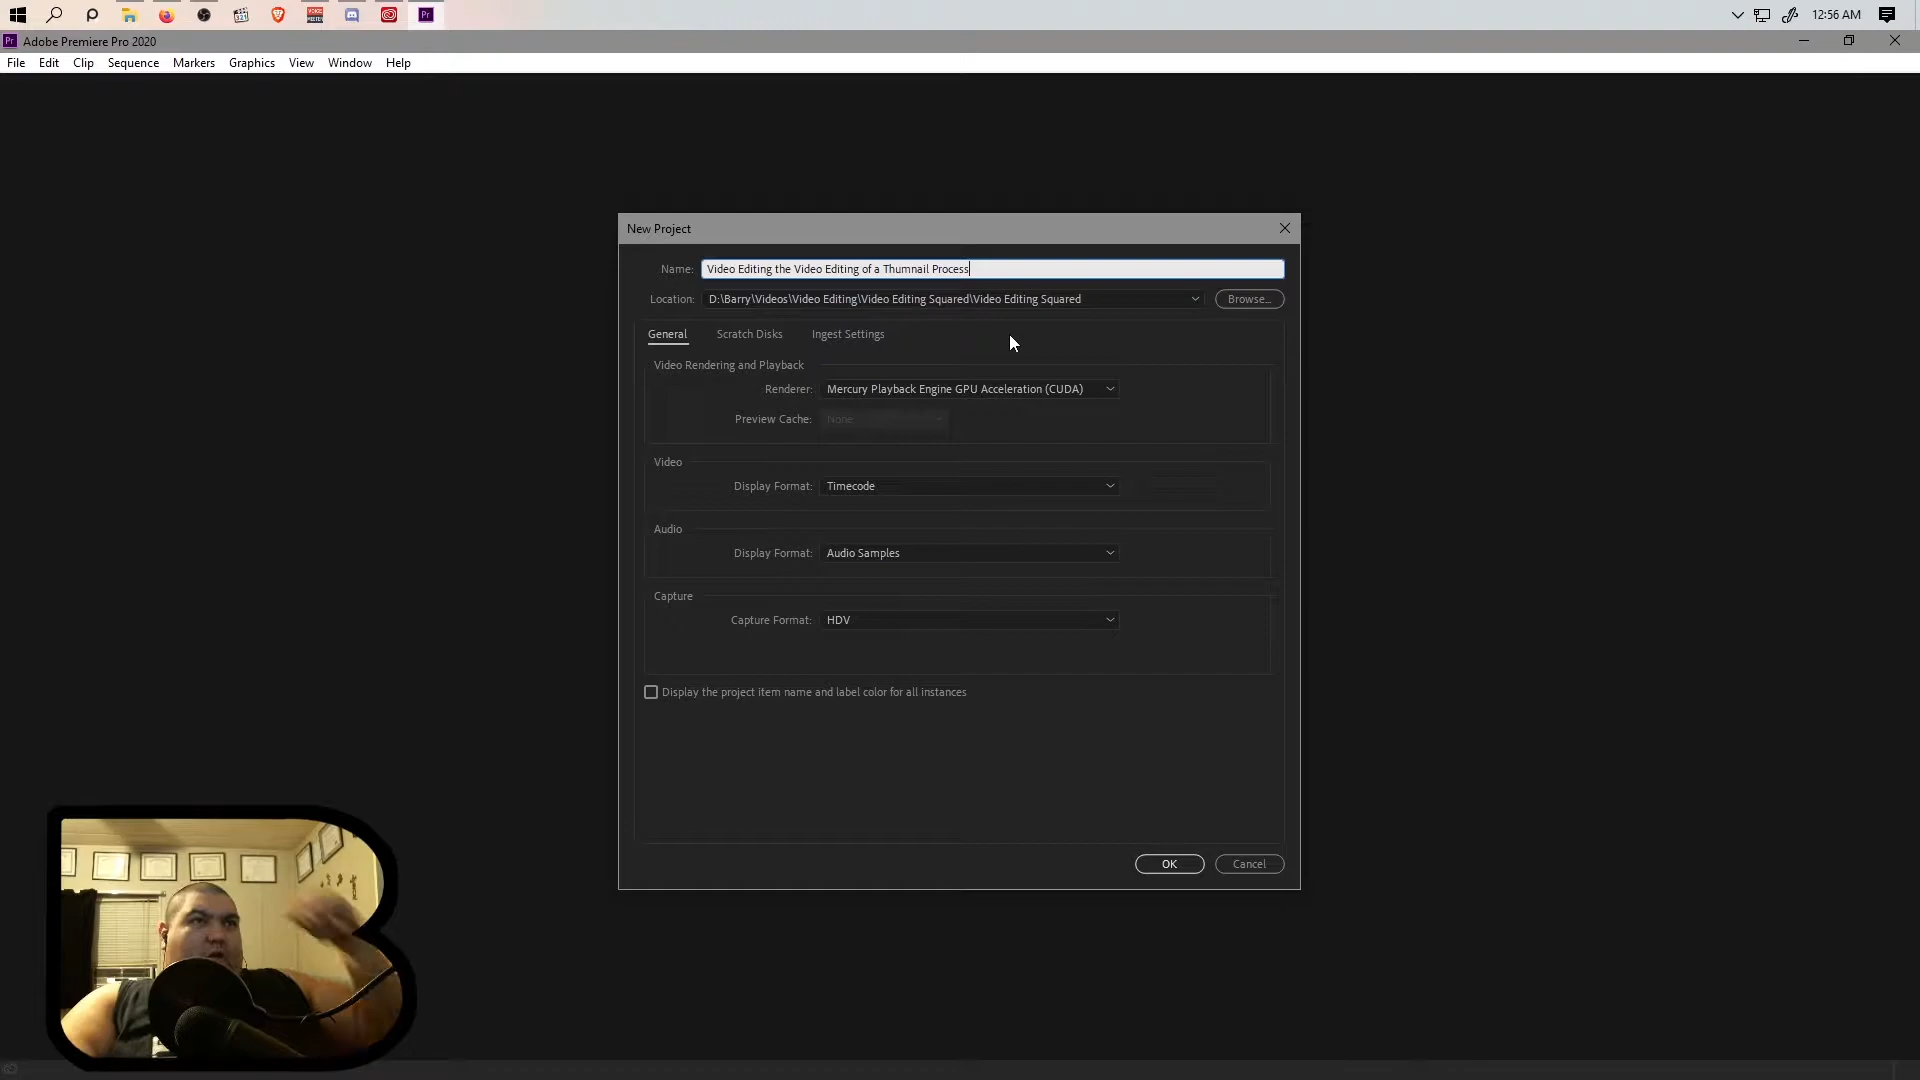 12:56 AM
Pr Adobe Premiere Pro 2020
File Edit Clip Sequence Markers Graphics View Window Help
New Project
Name: Video Editing the Video Editing of a Thumnail Process
Location: D:\Barry\Videos\Video Editing\Video Editing Squared\Video Editing Squared Browse...
General Scratch Disks Ingest Settings
Video Rendering and Playback
Renderer: Mercury Playback Engine GPU Acceleration (CUDA)
Preview Cache: None
Video
Display Format: Timecode
Audio
Display Format: Audio Samples
Capture
Capture Format: HDV
Display the project item name and label color for all instances
OK Cancel